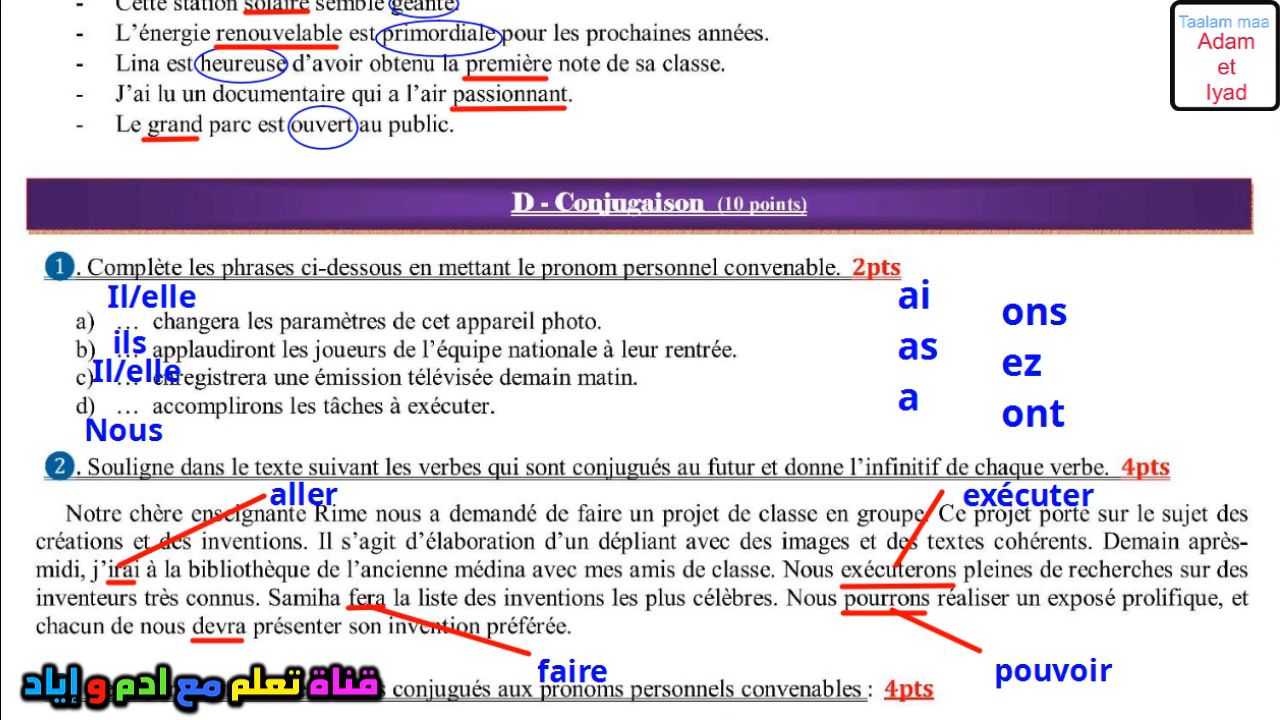 - Cette station solaire semble géante.
- L'énergie renouvelable est primordiale pour les prochaines années.
- Lina est heureuse d'avoir obtenu la première note de sa classe.
- J'ai lu un documentaire qui a l'air passionnant.
- Le grand parc est ouvert au public.
Taalam maa
Adam
et
Iyad
D - Conjugaison (10 points)
1. Complète les phrases ci-dessous en mettant le pronom personnel convenable. 2pts
Il/elle
a) … changera les paramètres de cet appareil photo.
ils
b) … applaudiront les joueurs de l'équipe nationale à leur rentrée.
Il/elle
c) … enregistrera une émission télévisée demain matin.
d) … accomplirons les tâches à exécuter.
Nous
ai
as
a
ons
ez
ont
2. Souligne dans le texte suivant les verbes qui sont conjugués au futur et donne l'infinitif de chaque verbe. 4pts
aller
exécuter
Notre chère enseignante Rime nous a demandé de faire un projet de classe en groupe. Ce projet porte sur le sujet des
créations et des inventions. Il s'agit d'élaboration d'un dépliant avec des images et des textes cohérents. Demain après-
midi, j'irai à la bibliothèque de l'ancienne médina avec mes amis de classe. Nous exécuterons pleines de recherches sur des
inventeurs très connus. Samiha fera la liste des inventions les plus célèbres. Nous pourrons réaliser un exposé prolifique, et
chacun de nous devra présenter son invention préférée.
faire
pouvoir
قناة تعلم مع ادم و إياد
conjugués aux pronoms personnels convenables : 4pts